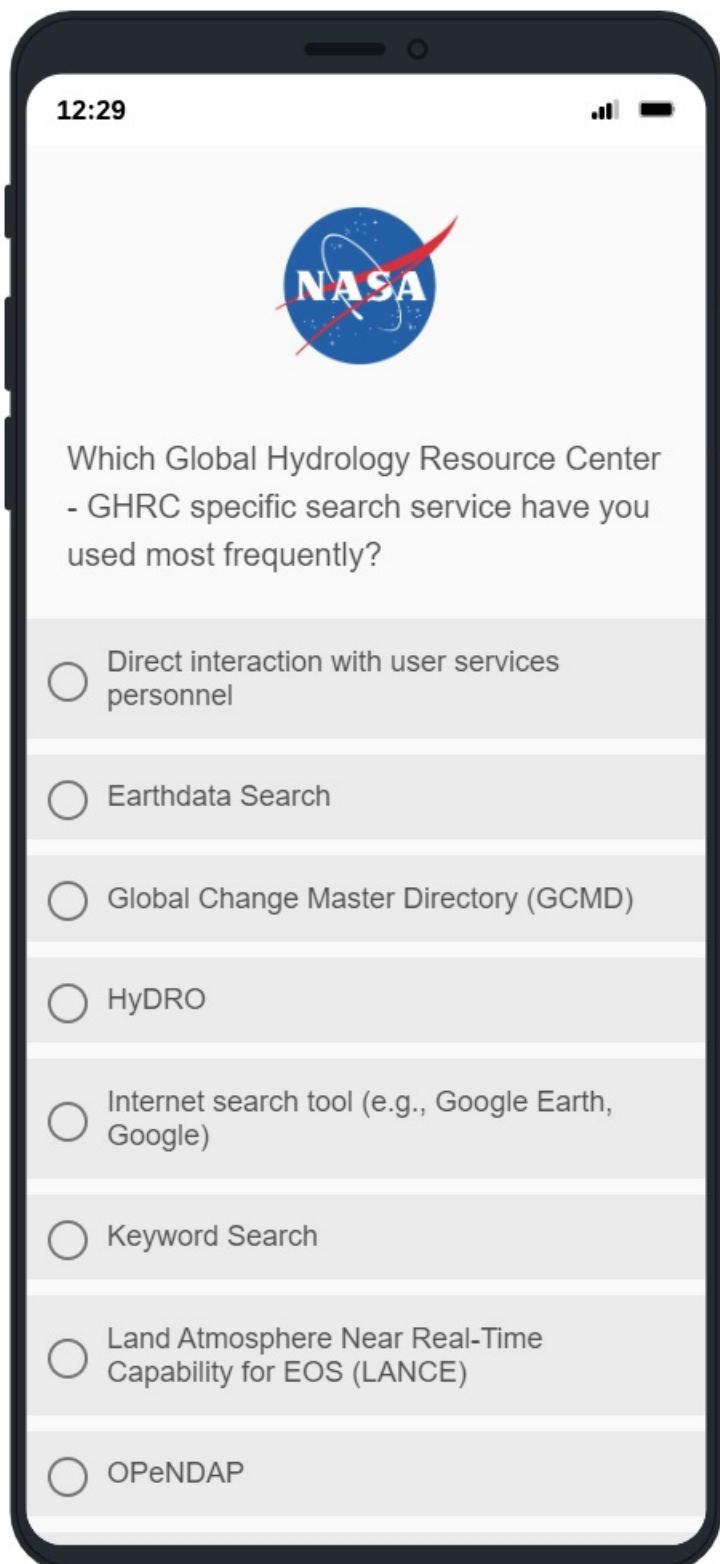 12:29
NASA
Which Global Hydrology Resource Center
- GHRC specific search service have you
used most frequently?
Direct interaction with user services
personnel
Earthdata Search
Global Change Master Directory (GCMD)
HyDRO
Internet search tool (e.g., Google Earth,
Google)
Keyword Search
Land Atmosphere Near Real-Time
Capability for EOS (LANCE)
OPeNDAP